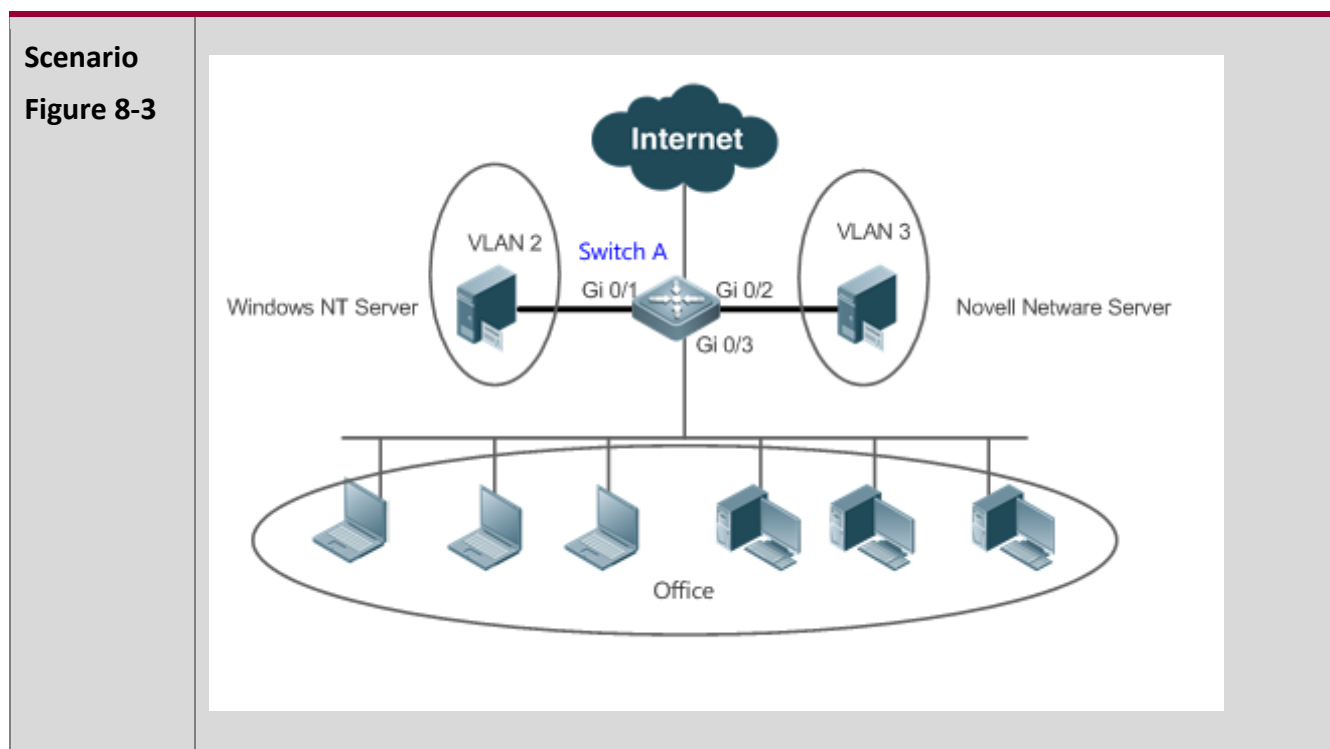 Scenario
Figure 8-3
Internet
VLAN 2
VLAN 3
Switch A
Gi 0/1
Gi 0/2
Windows NT Server
Novell Netware Server
Gi 0/3
Office